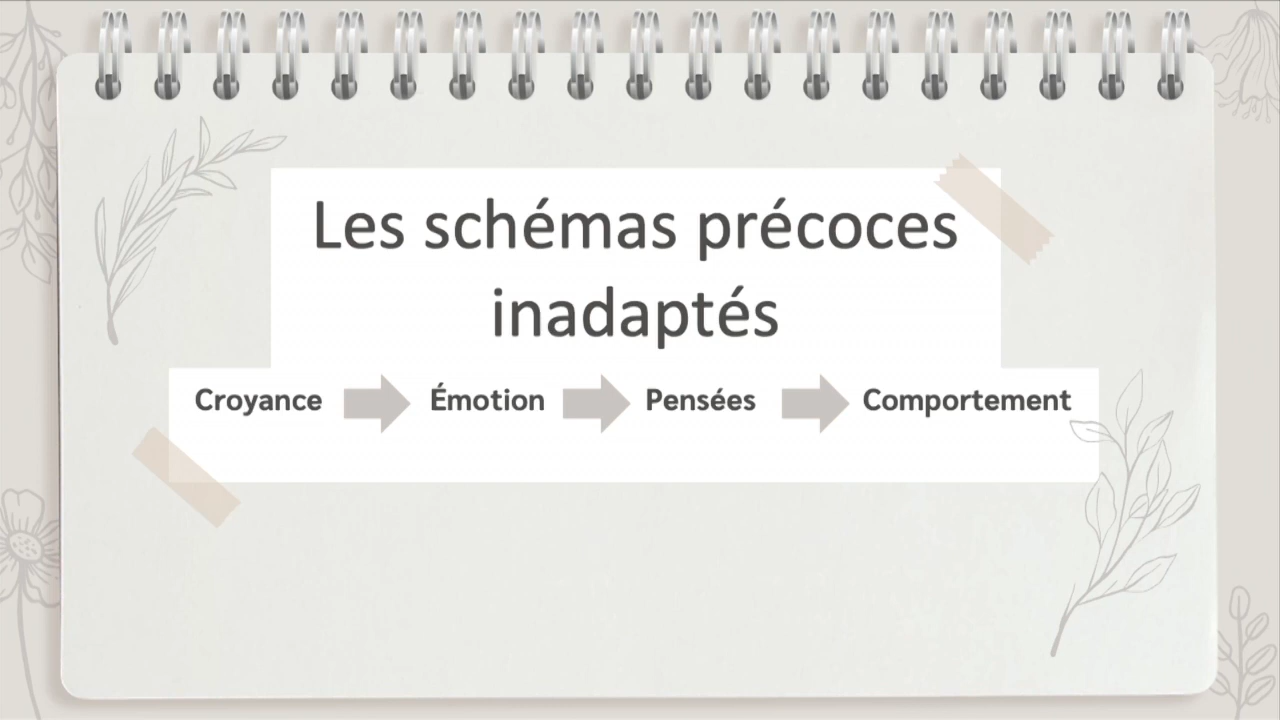 Les schémas précoces
inadaptés
Croyance Émotion Pensées Comportement